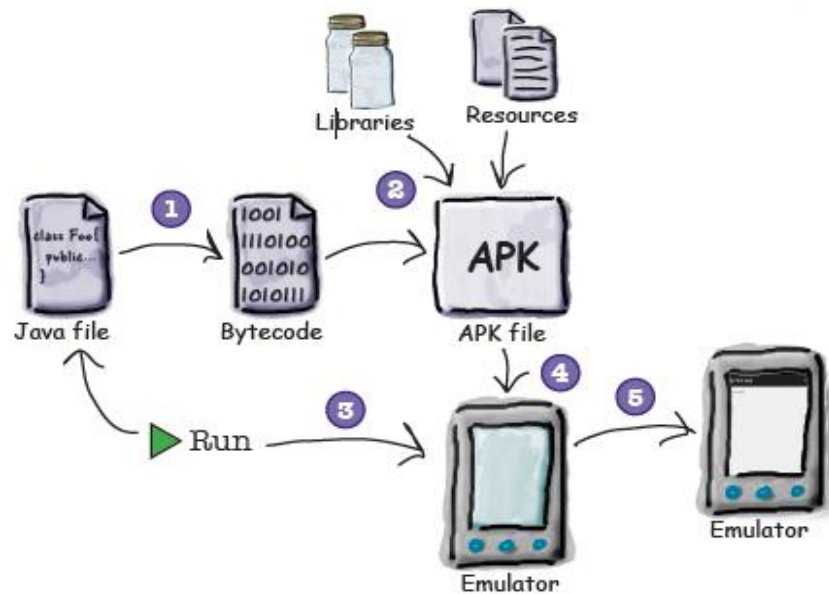 Libraries
Resources
1
2
class Foo{
public...
}
1001
1110100
001010
1010111
APK
Java file
Bytecode
APK file
3
4
5
Run
Emulator
Emulator